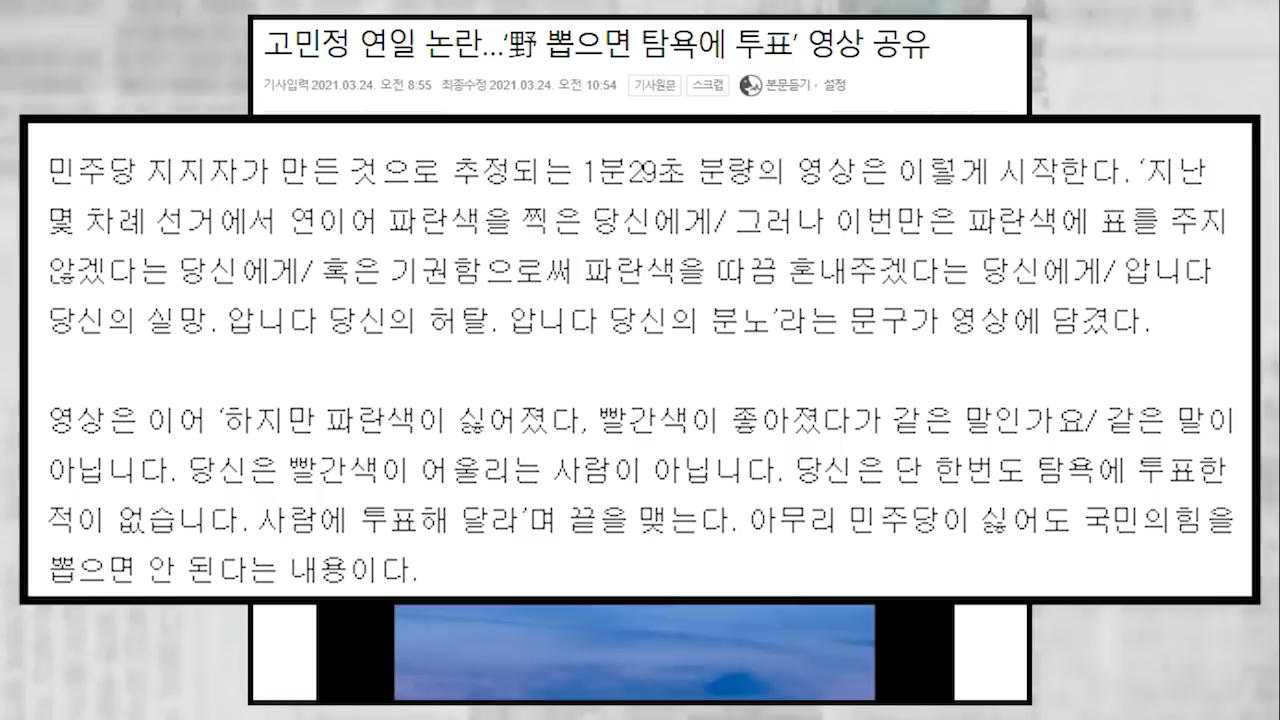 고민정 연일 논란...‘野 뽑으면 탐욕에 투표’ 영상 공유
기사입력 2021.03.24. 오전 8:55 최종수정 2021.03.24. 오전 10:54 기사원문 스크랩 본문듣기 · 설정
민주당 지지자가 만든 것으로 추정되는 1분29초 분량의 영상은 이렇게 시작한다. ‘지난
몇 차례 선거에서 연이어 파란색을 찍은 당신에게/ 그러나 이번만은 파란색에 표를 주지
않겠다는 당신에게/ 혹은 기권함으로써 파란색을 따끔 혼내주겠다는 당신에게/ 압니다
당신의 실망. 압니다 당신의 허탈. 압니다 당신의 분노’라는 문구가 영상에 담겼다.
영상은 이어 ‘하지만 파란색이 싫어졌다, 빨간색이 좋아졌다가 같은 말인가요/ 같은 말이
아닙니다. 당신은 빨간색이 어울리는 사람이 아닙니다. 당신은 단 한번도 탐욕에 투표한
적이 없습니다. 사람에 투표해 달라’며 끝을 맺는다. 아무리 민주당이 싫어도 국민의힘을
뽑으면 안 된다는 내용이다.